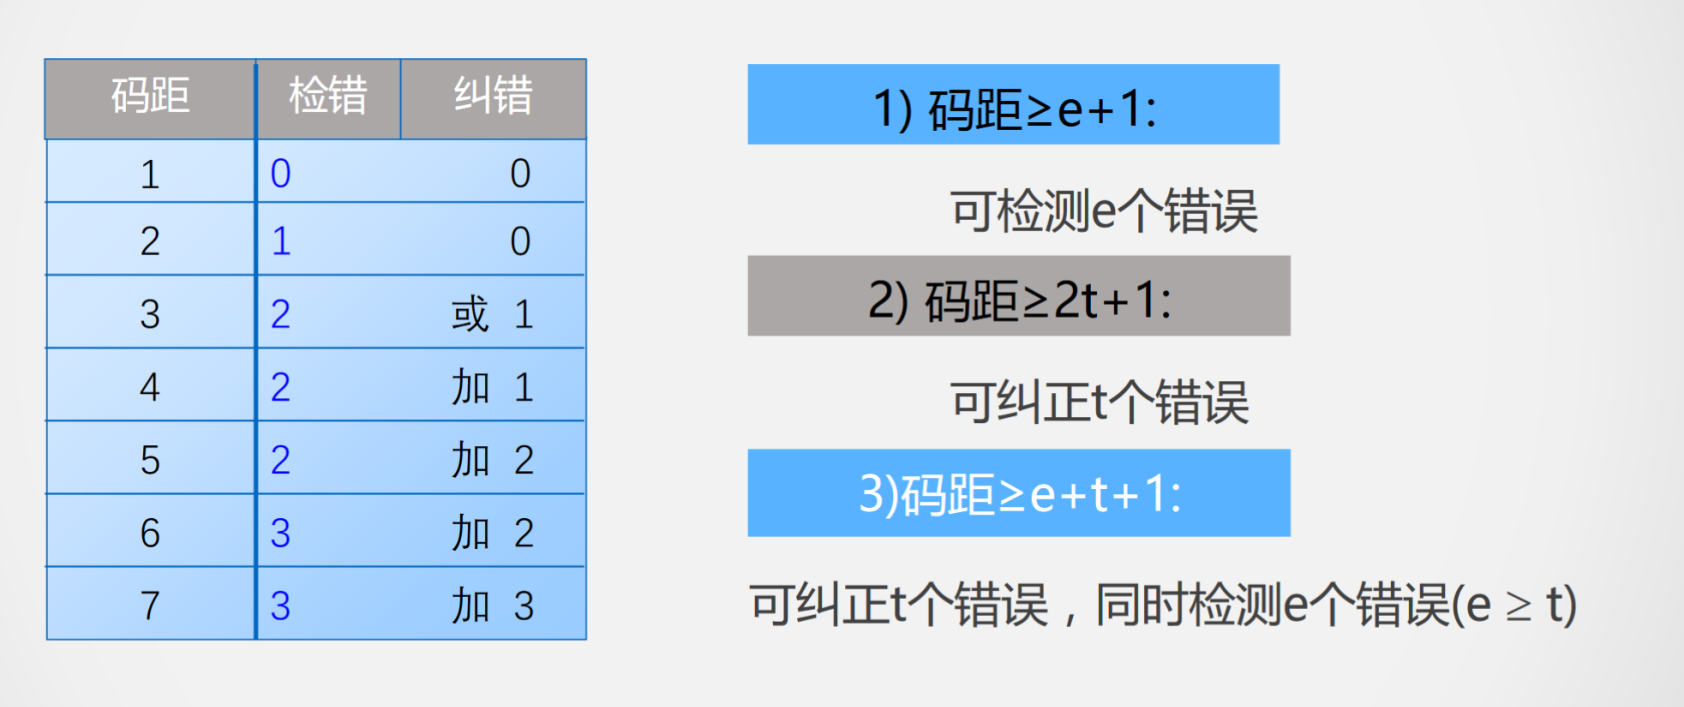 码距 检错 纠错
1 0 0
2 1 0
3 2 或 1
4 2 加 1
5 2 加 2
6 3 加 2
7 3 加 3
1) 码距≥e+1:
可检测e个错误
2) 码距≥2t+1:
可纠正t个错误
3)码距≥e+t+1:
可纠正t个错误，同时检测e个错误(e ≥ t)